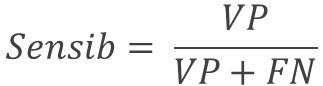 Sensib = VP / VP + FN